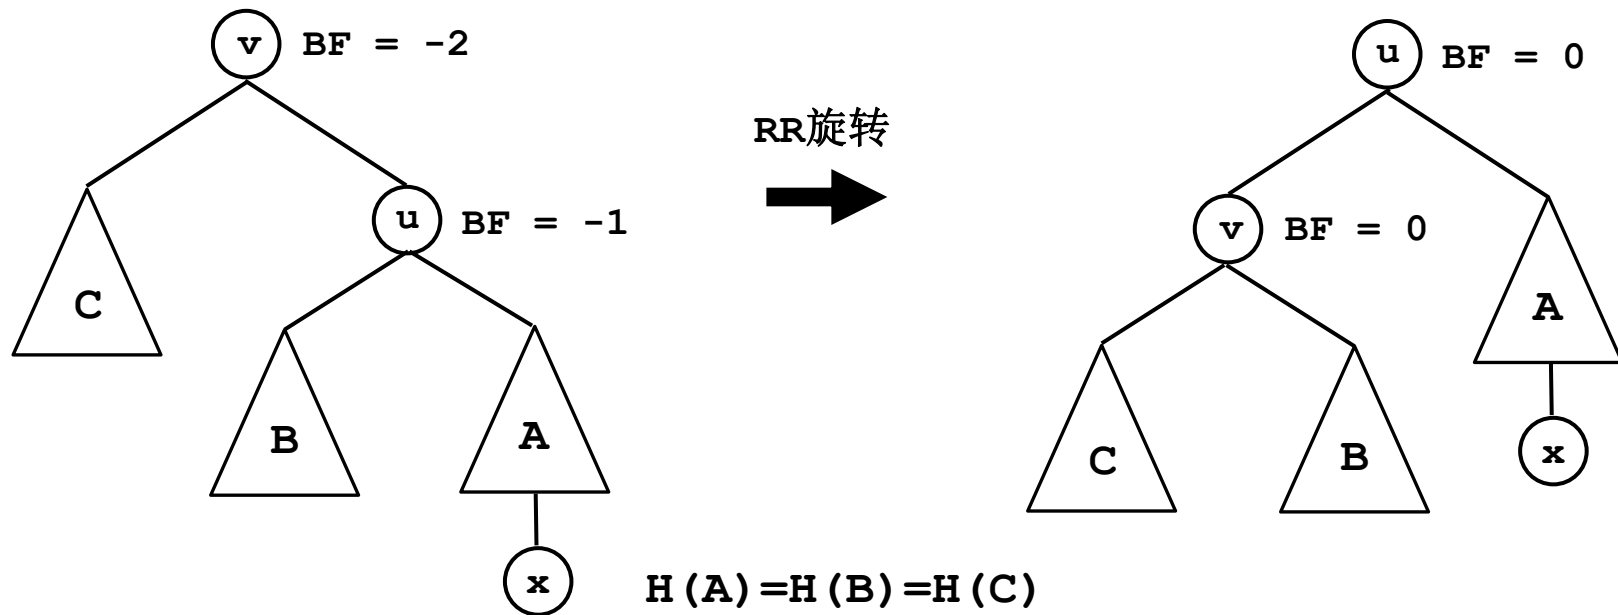 v BF = -2
u BF = 0
RR旋转
u BF = -1
v BF = 0
C
A
B
A
C
B
x
x
H(A)=H(B)=H(C)